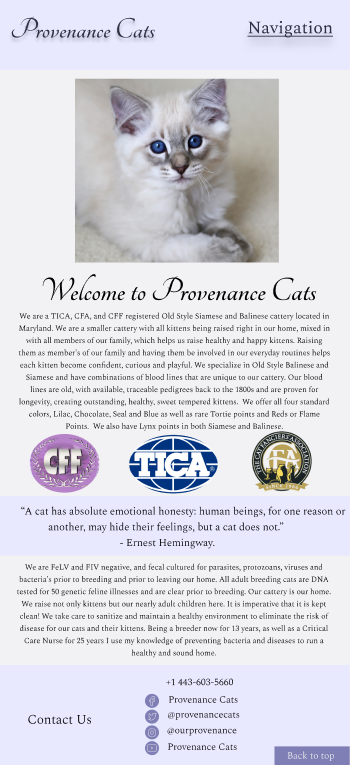 Provenance Cats
Navigation
Welcome to Provenance Cats
We are a TICA, CFA, and CFF registered Old Style Siamese and Balinese cattery located in
Maryland. We are a smaller cattery with all kittens being raised right in our home, mixed in
with all members of our family, which helps us raise healthy and happy kittens. Raising
them as member's of our family and having them be involved in our everyday routines helps
each kitten become confident, curious and playful. We specialize in Old Style Balinese and
Siamese and have combinations of blood lines that are unique to our cattery. Our blood
lines are old, with available, traceable pedigrees back to the 1800s and are proven for
longevity, creating outstanding, healthy, sweet tempered kittens. We offer all four standard
colors, Lilac, Chocolate, Seal and Blue as well as rare Tortie points and Reds or Flame
Points. We also have Lynx points in both Siamese and Balinese.
CFF
TICA
THE CAT FANCIERS' ASSOCIATION
"A cat has absolute emotional honesty: human beings, for one reason or
another, may hide their feelings, but a cat does not."
- Ernest Hemingway.
We are FeLV and FIV negative, and fecal cultured for parasites, protozoans, viruses and
bacteria's prior to breeding and prior to leaving our home. All adult breeding cats are DNA
tested for 50 genetic feline illnesses and are clear prior to breeding. Our cattery is our home.
We raise not only kittens but our nearly adult children here. It is imperative that it is kept
clean! We take care to sanitize and maintain a healthy environment to eliminate the risk of
disease for our cats and their kittens. Being a breeder now for 13 years, as well as a Critical
Care Nurse for 25 years I use my knowledge of preventing bacteria and diseases to run a
healthy and sound home.
+1 443-603-5660
Provenance Cats
@provenancecats
Contact Us
@ourprovenance
Provenance Cats
Back to top